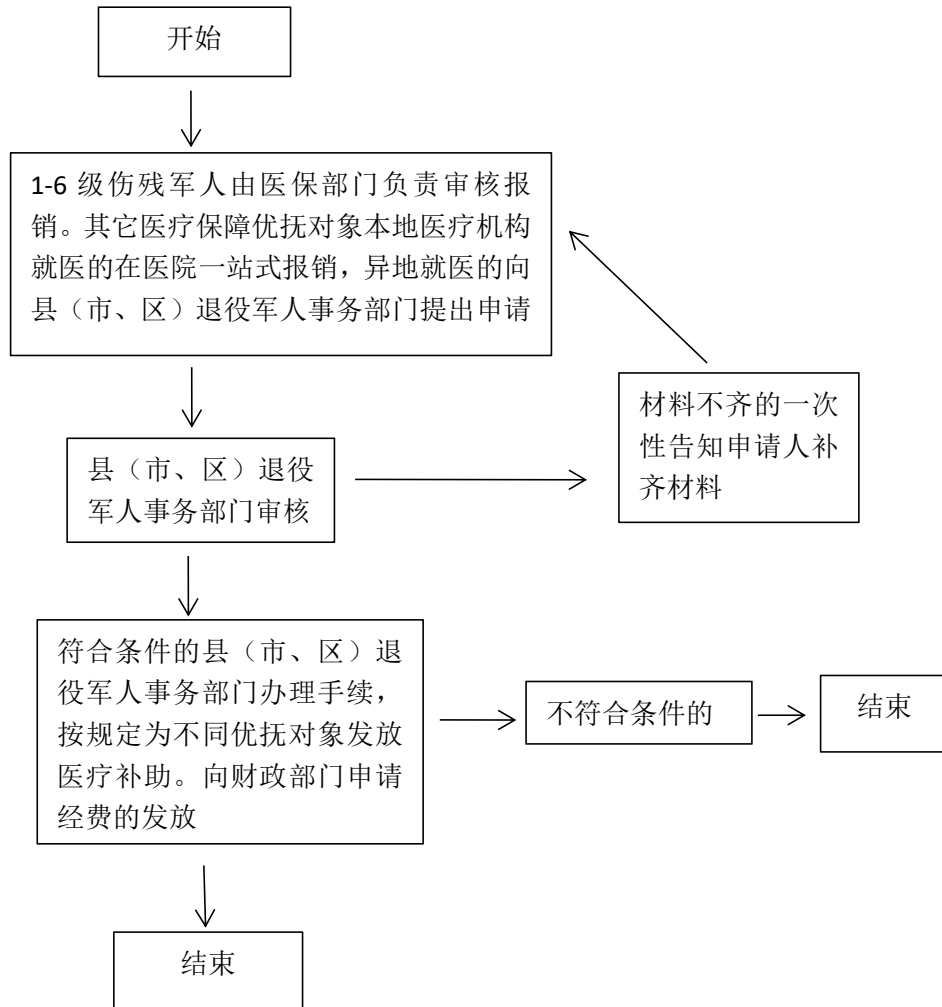 开始
1-6 级伤残军人由医保部门负责审核报
销。其它医疗保障优抚对象本地医疗机构
就医的在医院一站式报销，异地就医的向
县（市、区）退役军人事务部门提出申请
材料不齐的一次
性告知申请人补
齐材料
县（市、区）退役
军人事务部门审核
符合条件的县（市、区）退
役军人事务部门办理手续，
按规定为不同优抚对象发放
医疗补助。向财政部门申请
经费的发放
不符合条件的
结束
结束